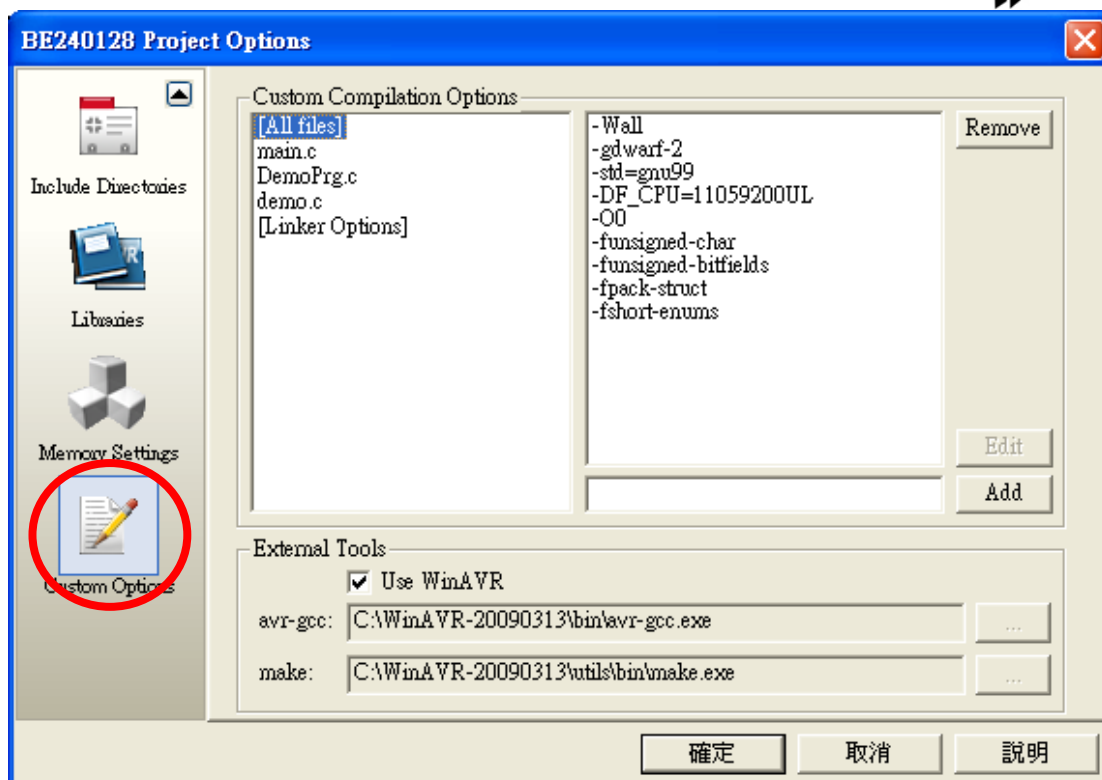 ”
BE240128 Project Options
Include Directories
Libraries
Memory Settings
Custom Options
Custom Compilation Options
[All files]
main.c
DemoPrg.c
demo.c
[Linker Options]
-Wall
-gdwarf-2
-std=gnu99
-DF_CPU=11059200UL
-O0
-funsigned-char
-funsigned-bitfields
-fpack-struct
-fshort-enums
Remove
Edit
Add
External Tools
Use WinAVR
avr-gcc: C:\WinAVR-20090313\bin\avr-gcc.exe ...
make: C:\WinAVR-20090313\utils\bin\make.exe ...
確定 取消 說明